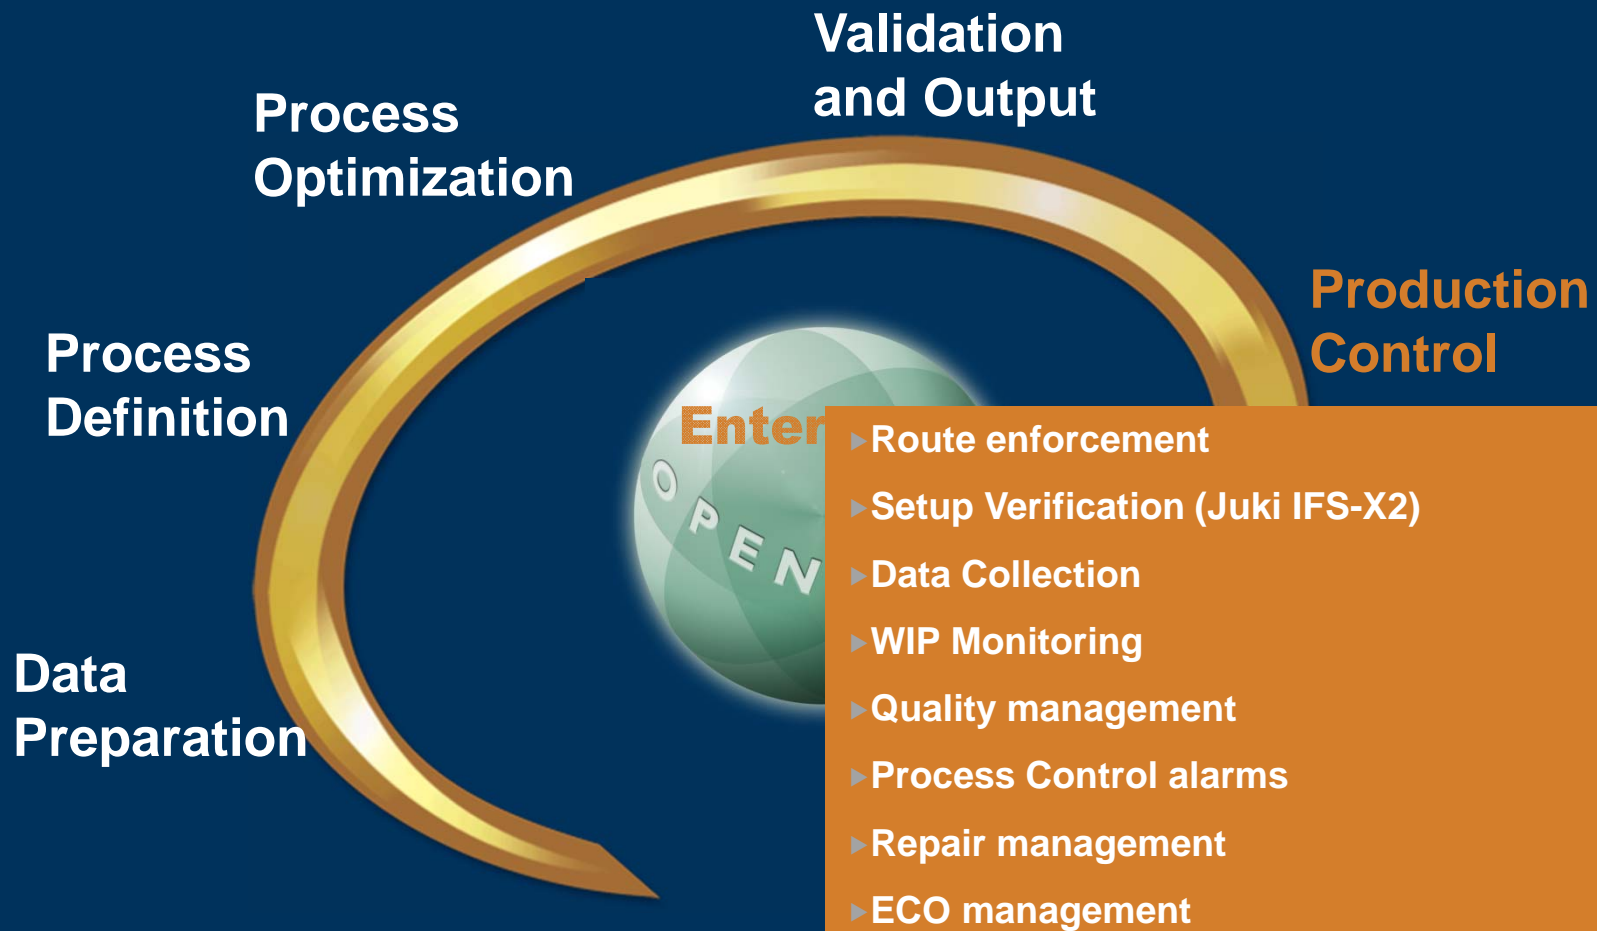 Validation
and Output
Process
Optimization
Production
Control
Process
Definition
Enter
OPEN
Route enforcement
Setup Verification (Juki IFS-X2)
Data Collection
WIP Monitoring
Quality management
Process Control alarms
Repair management
ECO management
Data
Preparation